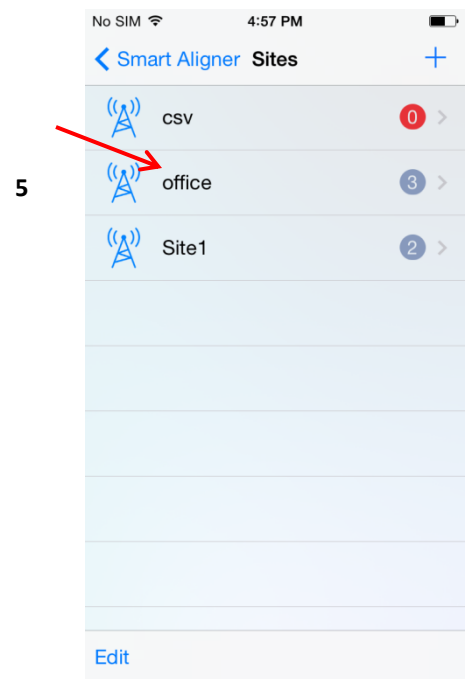 No SIM 4:57 PM
Smart Aligner Sites +
csv 0
5 office 3
Site1 2
Edit